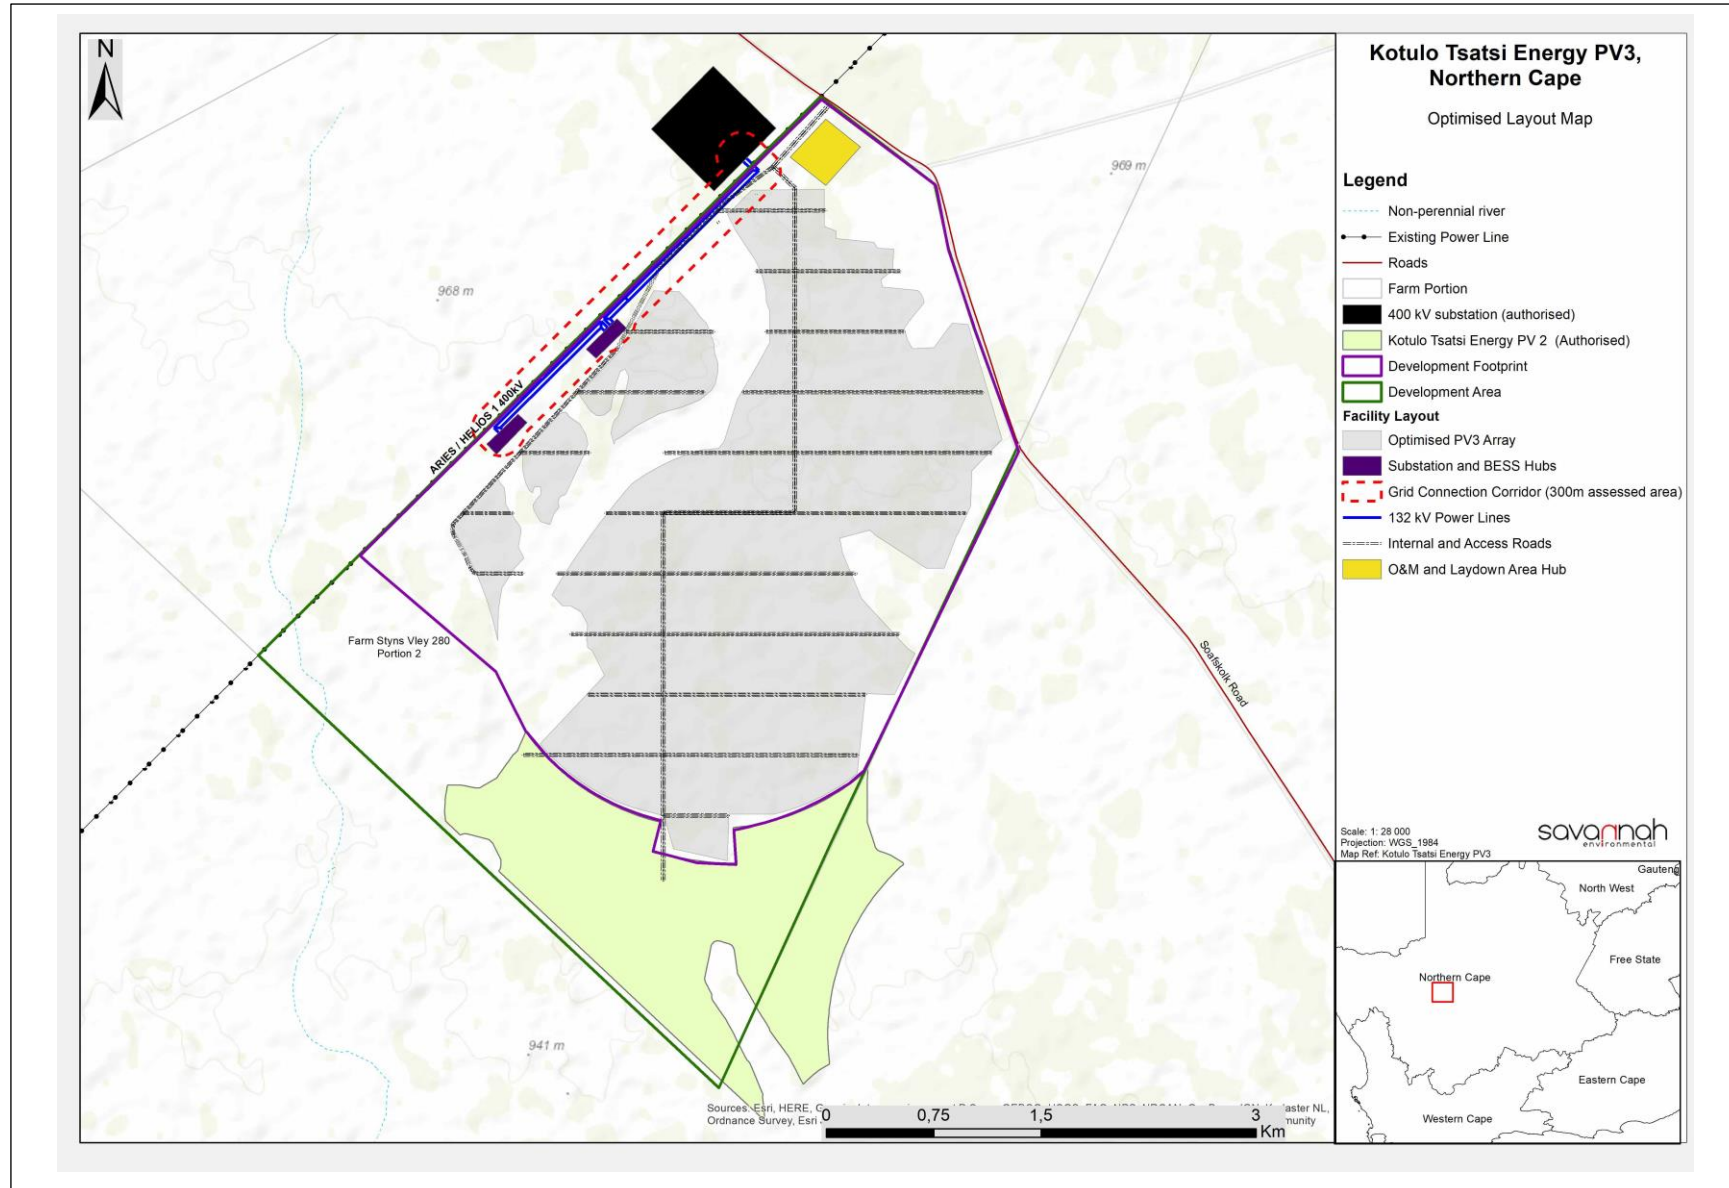 N
968 m
969 m
ARIES / HELIOS 1 400kV
Farm Styns Vley 280
Portion 2
Soafskolk Road
941 m
Sources: Esri, HERE,
aster NL,
Ordnance Survey, Esri
munity
0 0,75 1,5 3
Km
Kotulo Tsatsi Energy PV3,
Northern Cape
Optimised Layout Map
Legend
Non-perennial river
Existing Power Line
Roads
Farm Portion
400 kV substation (authorised)
Kotulo Tsatsi Energy PV 2 (Authorised)
Development Footprint
Development Area
Facility Layout
Optimised PV3 Array
Substation and BESS Hubs
Grid Connection Corridor (300m assessed area)
132 kV Power Lines
Internal and Access Roads
O&M and Laydown Area Hub
Scale: 1: 28 000
Projection: WGS_1984
Map Ref: Kotulo Tsatsi Energy PV3
savannah
environmental
Gauteng
North West
Free State
Northern Cape
Eastern Cape
Western Cape